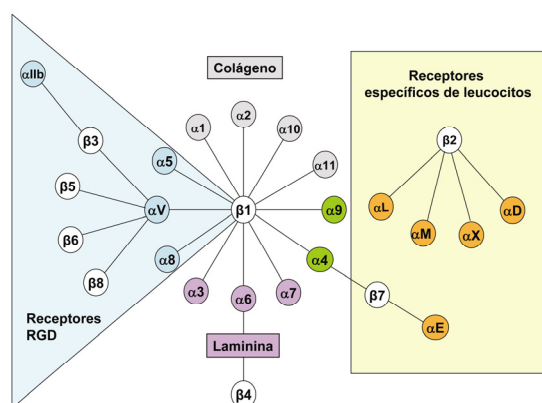 αIIb
β3
β5
αV
β6
β8
α5
α8
Receptores
RGD
Colágeno
α1
α2
α10
α11
β1
α9
α4
α3
α6
α7
Laminina
β4
β7
Receptores
específicos de leucocitos
β2
αL
αM
αX
αD
αE